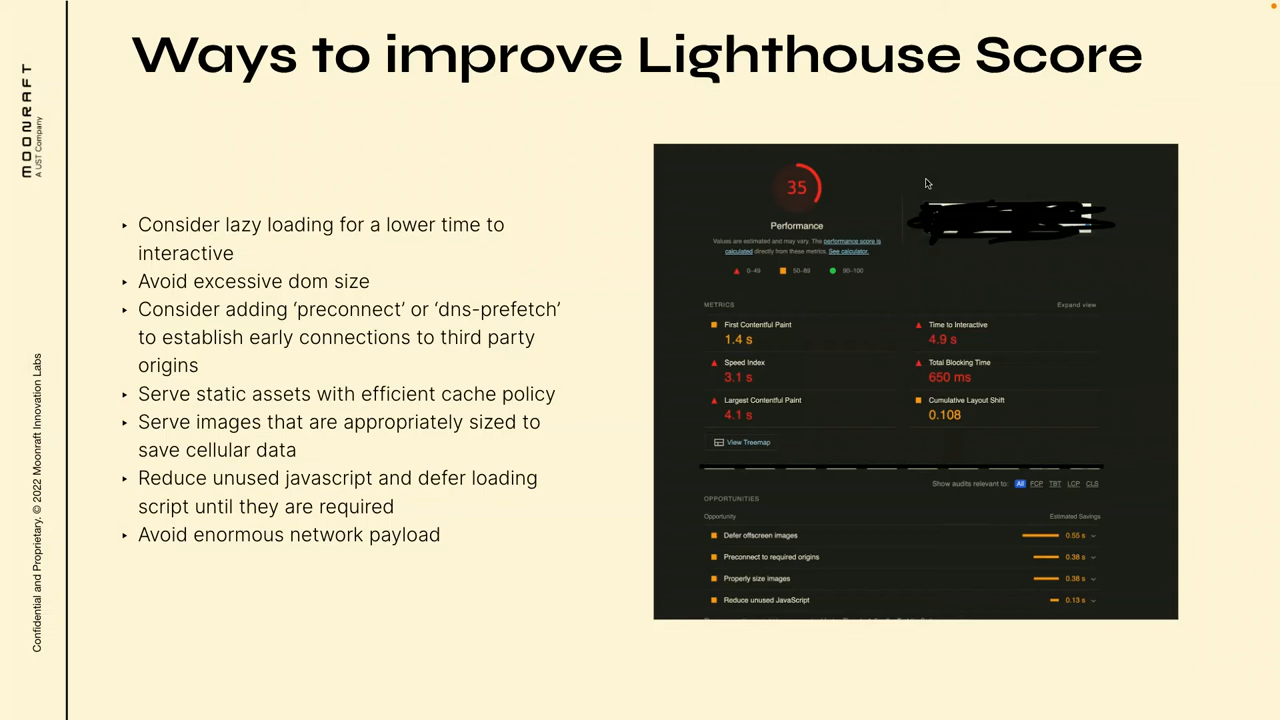 Ways to improve Lighthouse Score
MOONRAFT
A UST Company
Confidential and Proprietary. © 2022 Moonraft Innovation Labs
‣ Consider lazy loading for a lower time to
interactive
‣ Avoid excessive dom size
‣ Consider adding ‘preconnect’ or ‘dns-prefetch’
to establish early connections to third party
origins
‣ Serve static assets with efficient cache policy
‣ Serve images that are appropriately sized to
save cellular data
‣ Reduce unused javascript and defer loading
script until they are required
‣ Avoid enormous network payload
35
Performance
Values are estimated and may vary. The performance score is
calculated directly from these metrics. See calculator.
0–49 50–89 90–100
METRICS Expand view
First Contentful Paint
1.4 s
Time to Interactive
4.9 s
Speed Index
3.1 s
Total Blocking Time
650 ms
Largest Contentful Paint
4.1 s
Cumulative Layout Shift
0.108
View Treemap
Show audits relevant to: All FCP TBT LCP CLS
OPPORTUNITIES
Opportunity Estimated Savings
Defer offscreen images 0.55 s
Preconnect to required origins 0.38 s
Properly size images 0.38 s
Reduce unused JavaScript 0.13 s